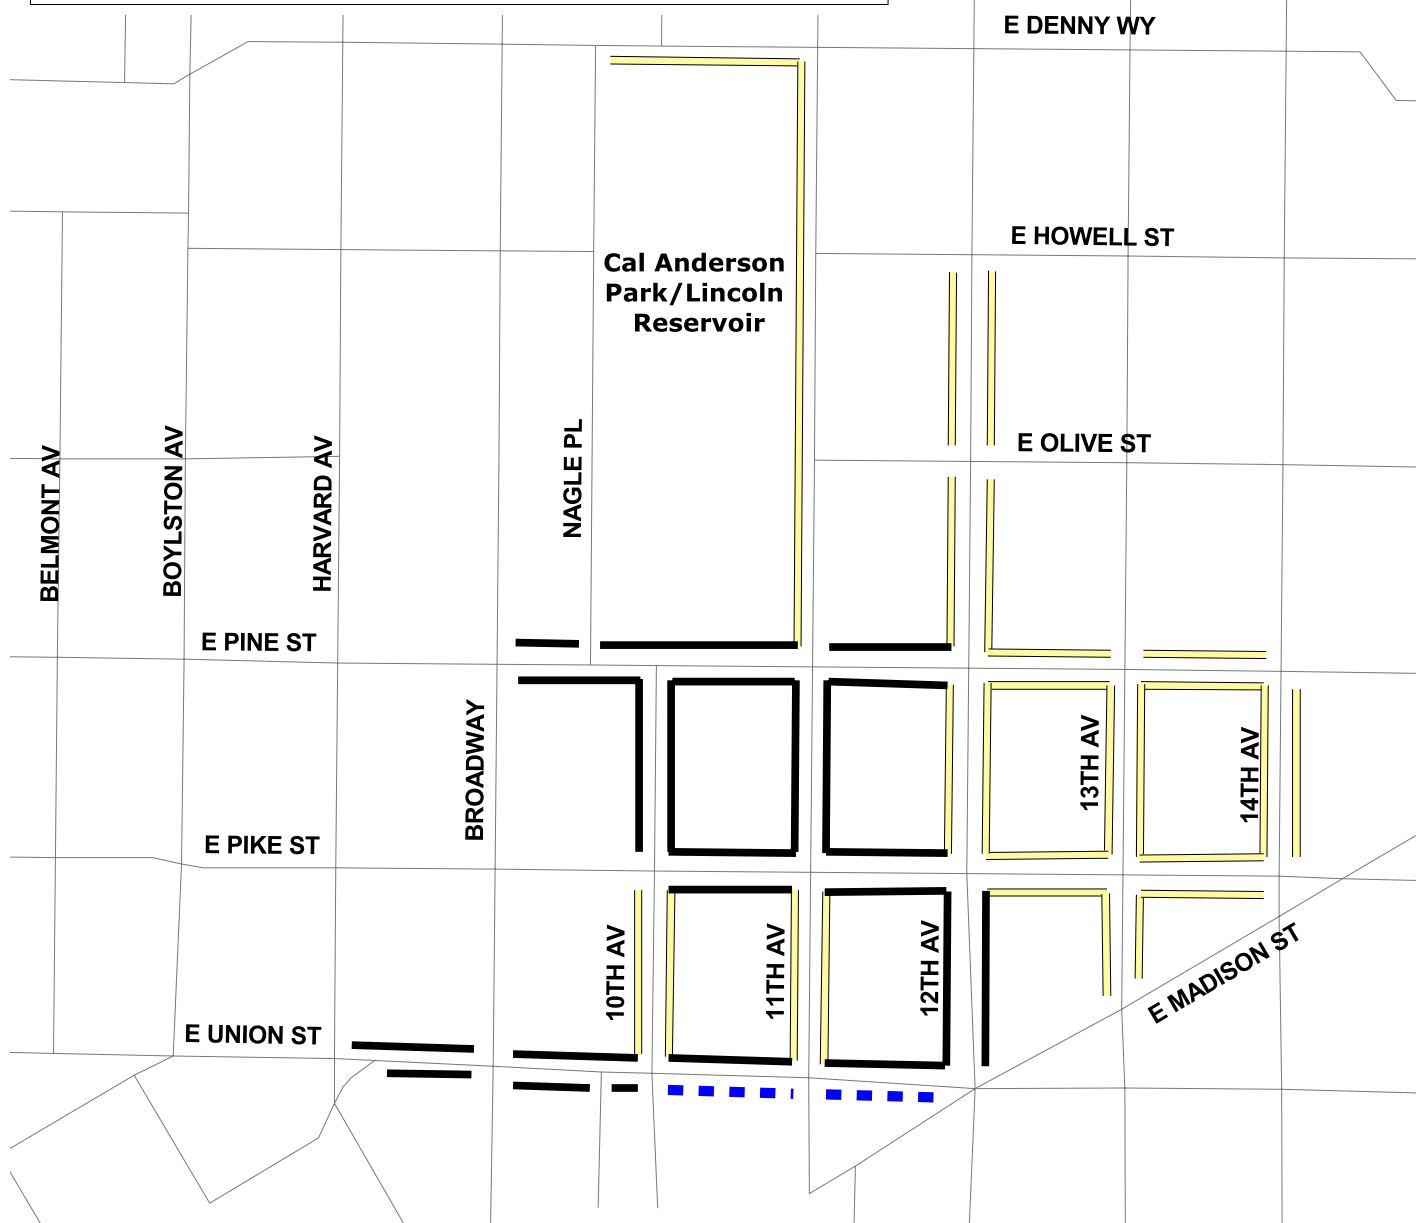 E DENNY WY
E HOWELL ST
Cal Anderson
Park/Lincoln
Reservoir
E OLIVE ST
BELMONT AV
BOYLSTON AV
HARVARD AV
NAGLE PL
E PINE ST
BROADWAY
13TH AV
14TH AV
E PIKE ST
10TH AV
11TH AV
12TH AV
E MADISON ST
E UNION ST